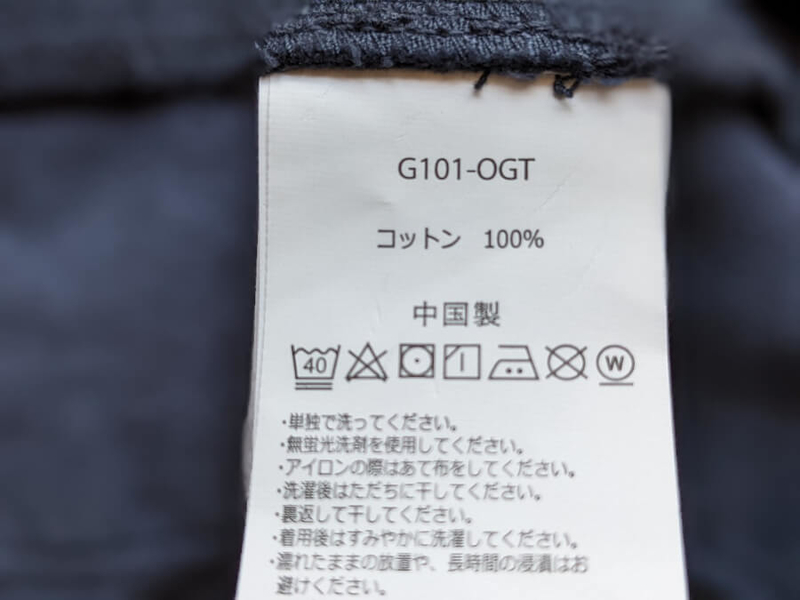 G101-OGT
コットン 100%
中国製
40 W
・単独で洗ってください。
・無蛍光洗剤を使用してください。
・アイロンの際はあて布をしてください。
・洗濯後はただちに干してください。
・裏返して干してください。
・着用後はすみやかに洗濯してください。
・濡れたままの放置や、長時間の浸漬はお
避けください。